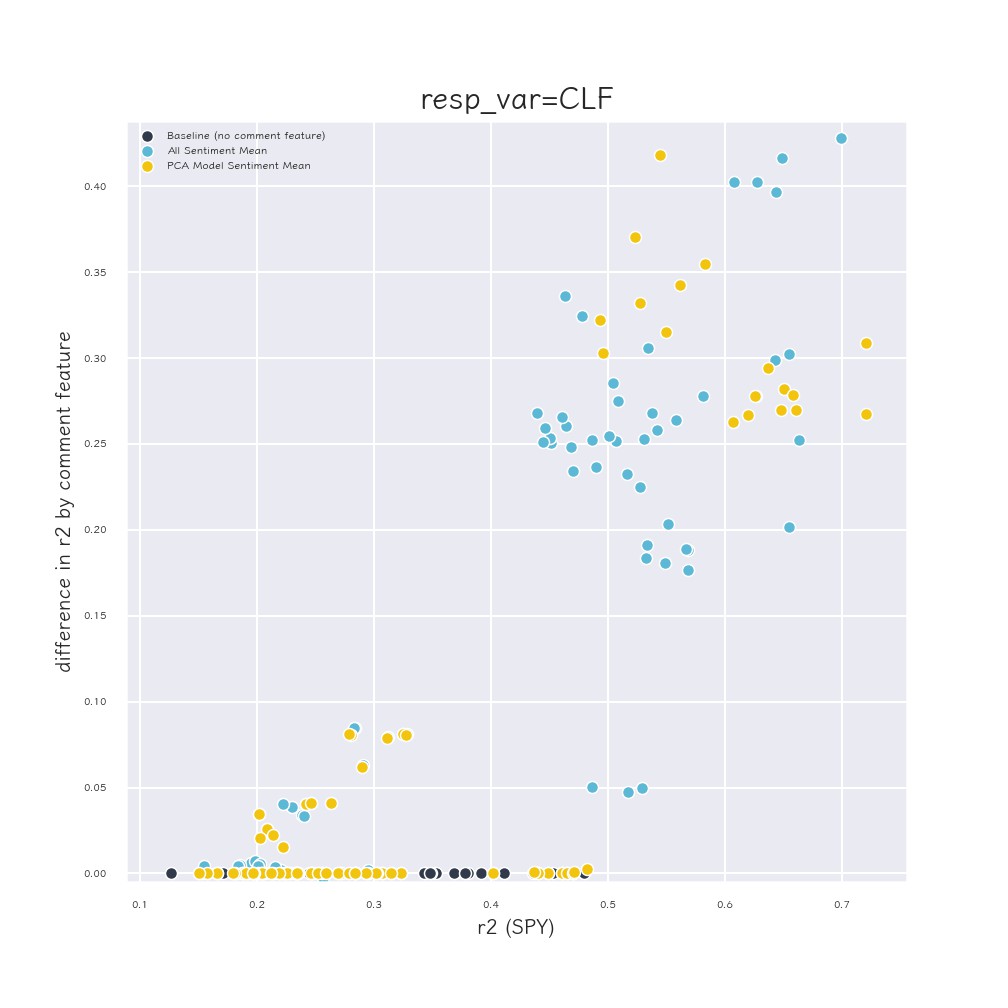 resp_var=CLF
Baseline (no comment feature)
All Sentiment Mean
PCA Model Sentiment Mean
difference in r2 by comment feature
0.40
0.35
0.30
0.25
0.20
0.15
0.10
0.05
0.00
0.1 0.2 0.3 0.4 0.5 0.6 0.7
r2 (SPY)